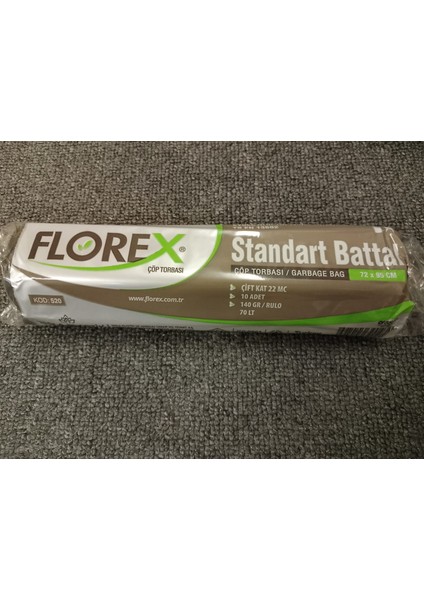 FLOREX®
ÇÖP TORBASI
KOD: 520
www.florex.com.tr
Standart Battal
ÇÖP TORBASI / GARBAGE BAG
72 x 95 CM
ÇİFT KAT 22 MC
10 ADET
140 GR / RULO
70 LT